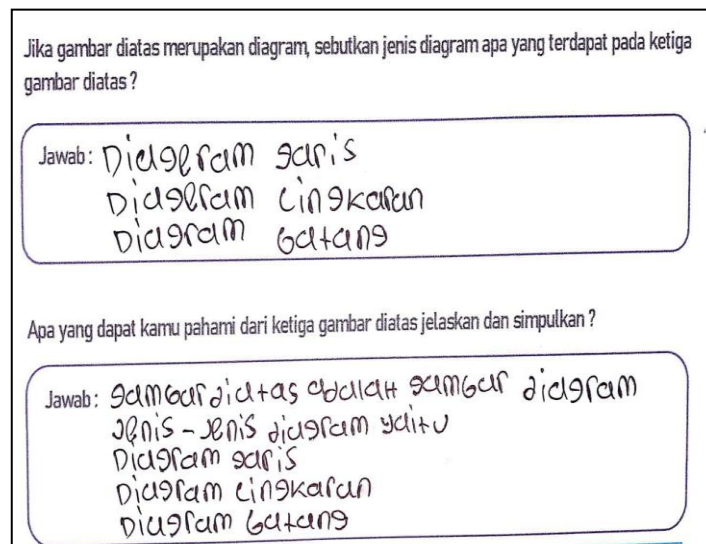 Jika gambar diatas merupakan diagram, sebutkan jenis diagram apa yang terdapat pada ketiga
gambar diatas ?
Jawab : Diageram garis
Diageram Lingkaran
Diagram batang
Apa yang dapat kamu pahami dari ketiga gambar diatas jelaskan dan simpulkan ?
Jawab : gambar diatas adalah gambar diagram
Jenis - Jenis diagram yaitu
Diagram garis
Diagram Lingkaran
Diagram batang